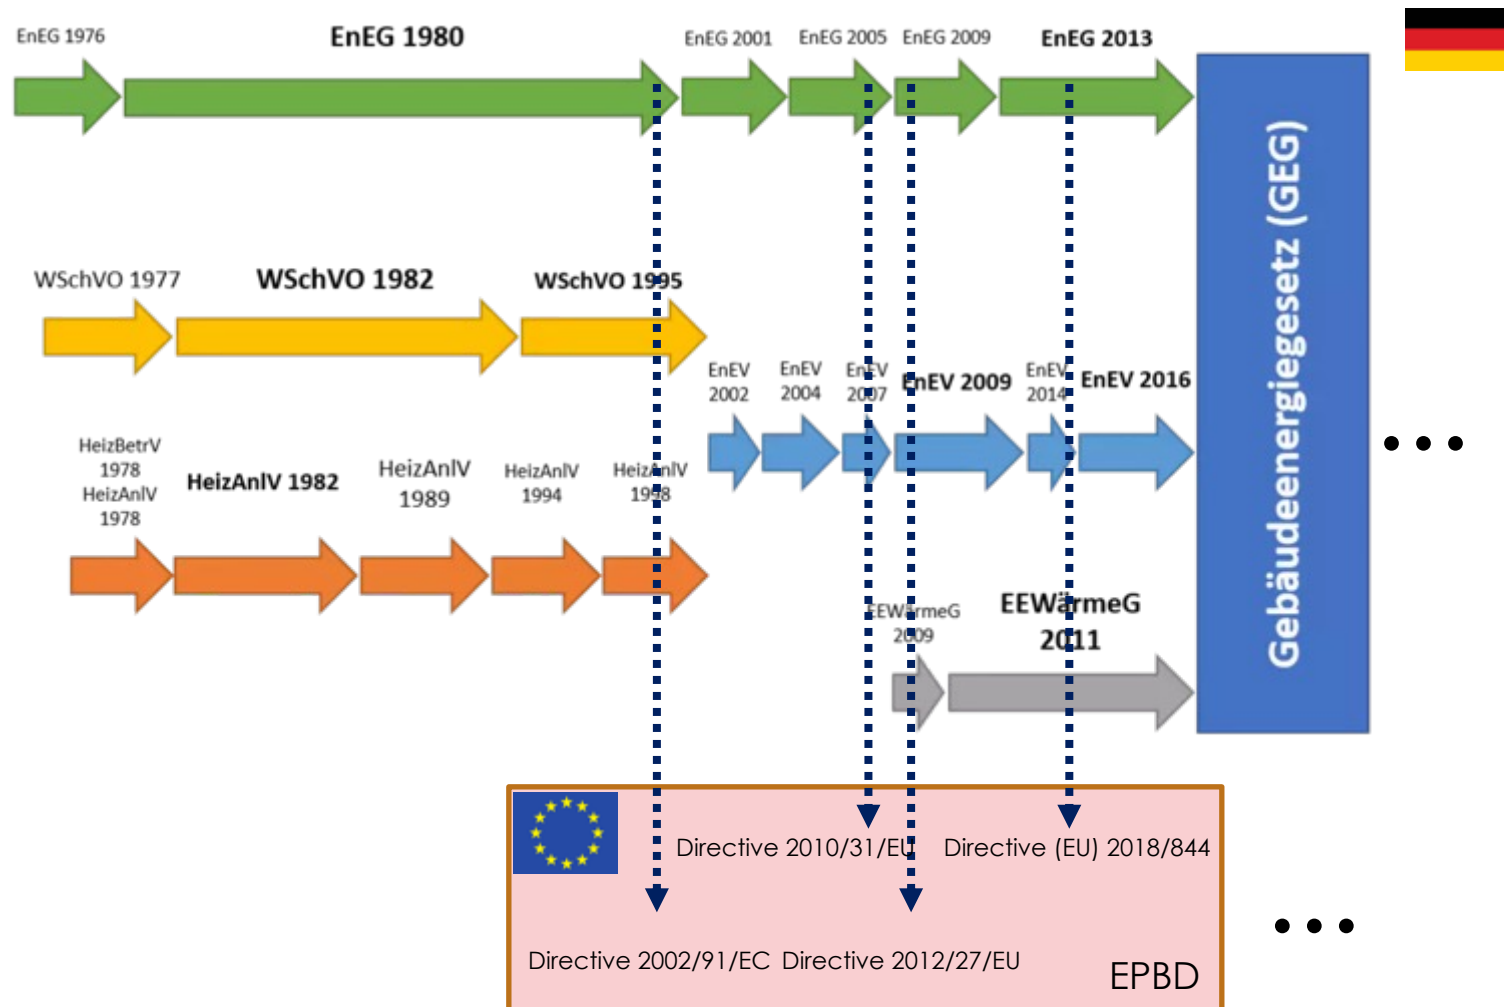 EnEG 1976
EnEG 1980
EnEG 2001
EnEG 2005
EnEG 2009
EnEG 2013
WSchVO 1977
WSchVO 1982
WSchVO 1995
EnEV
2002
EnEV
2004
EnEV
2007
EnEV 2009
EnEV
2014
EnEV 2016
HeizBetrV
1978
HeizAnlV
1978
HeizAnlV 1982
HeizAnlV
1989
HeizAnlV
1994
HeizAnlV
1998
EEWärmeG
2009
EEWärmeG
2011
Gebäudeenergiegesetz (GEG)
• • •
Directive 2010/31/EU
Directive (EU) 2018/844
Directive 2002/91/EC
Directive 2012/27/EU
EPBD
• • •